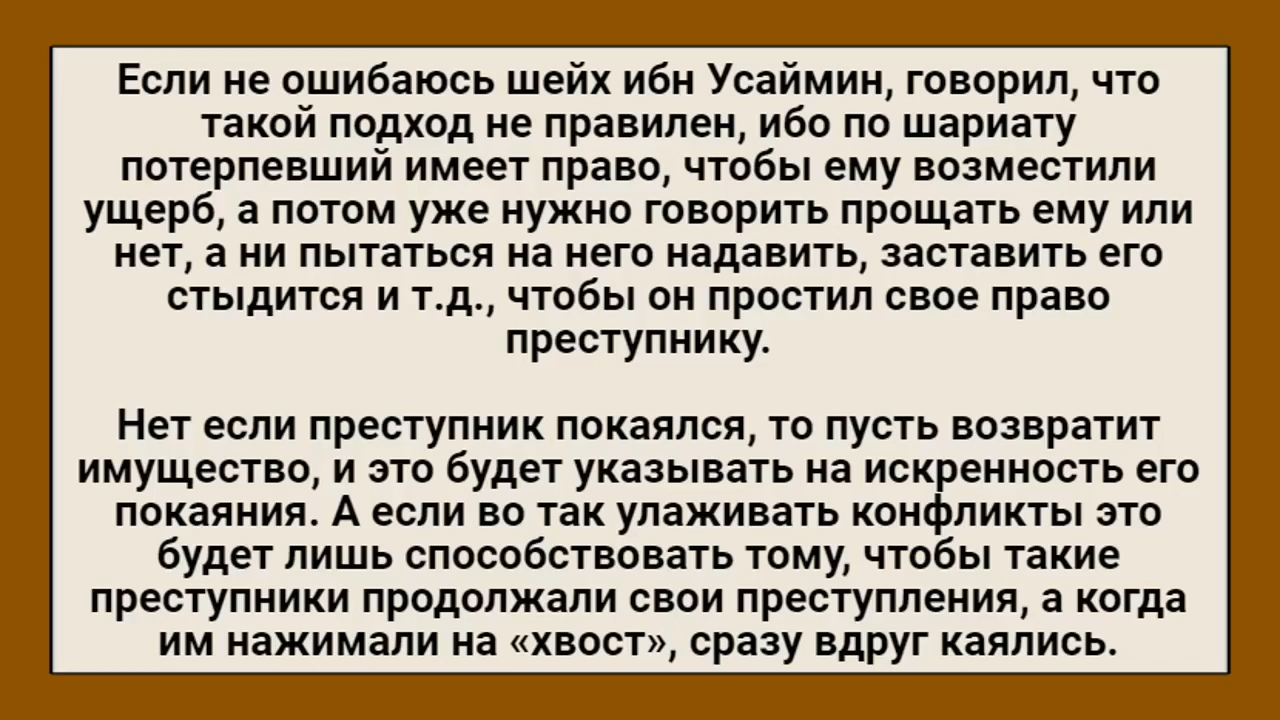 Если не ошибаюсь шейх ибн Усаймин, говорил, что
такой подход не правилен, ибо по шариату
потерпевший имеет право, чтобы ему возместили
ущерб, а потом уже нужно говорить прощать ему или
нет, а ни пытаться на него надавить, заставить его
стыдится и т.д., чтобы он простил свое право
преступнику.
Нет если преступник покаялся, то пусть возвратит
имущество, и это будет указывать на искренность его
покаяния. А если во так улаживать конфликты это
будет лишь способствовать тому, чтобы такие
преступники продолжали свои преступления, а когда
им нажимали на «хвост», сразу вдруг каялись.